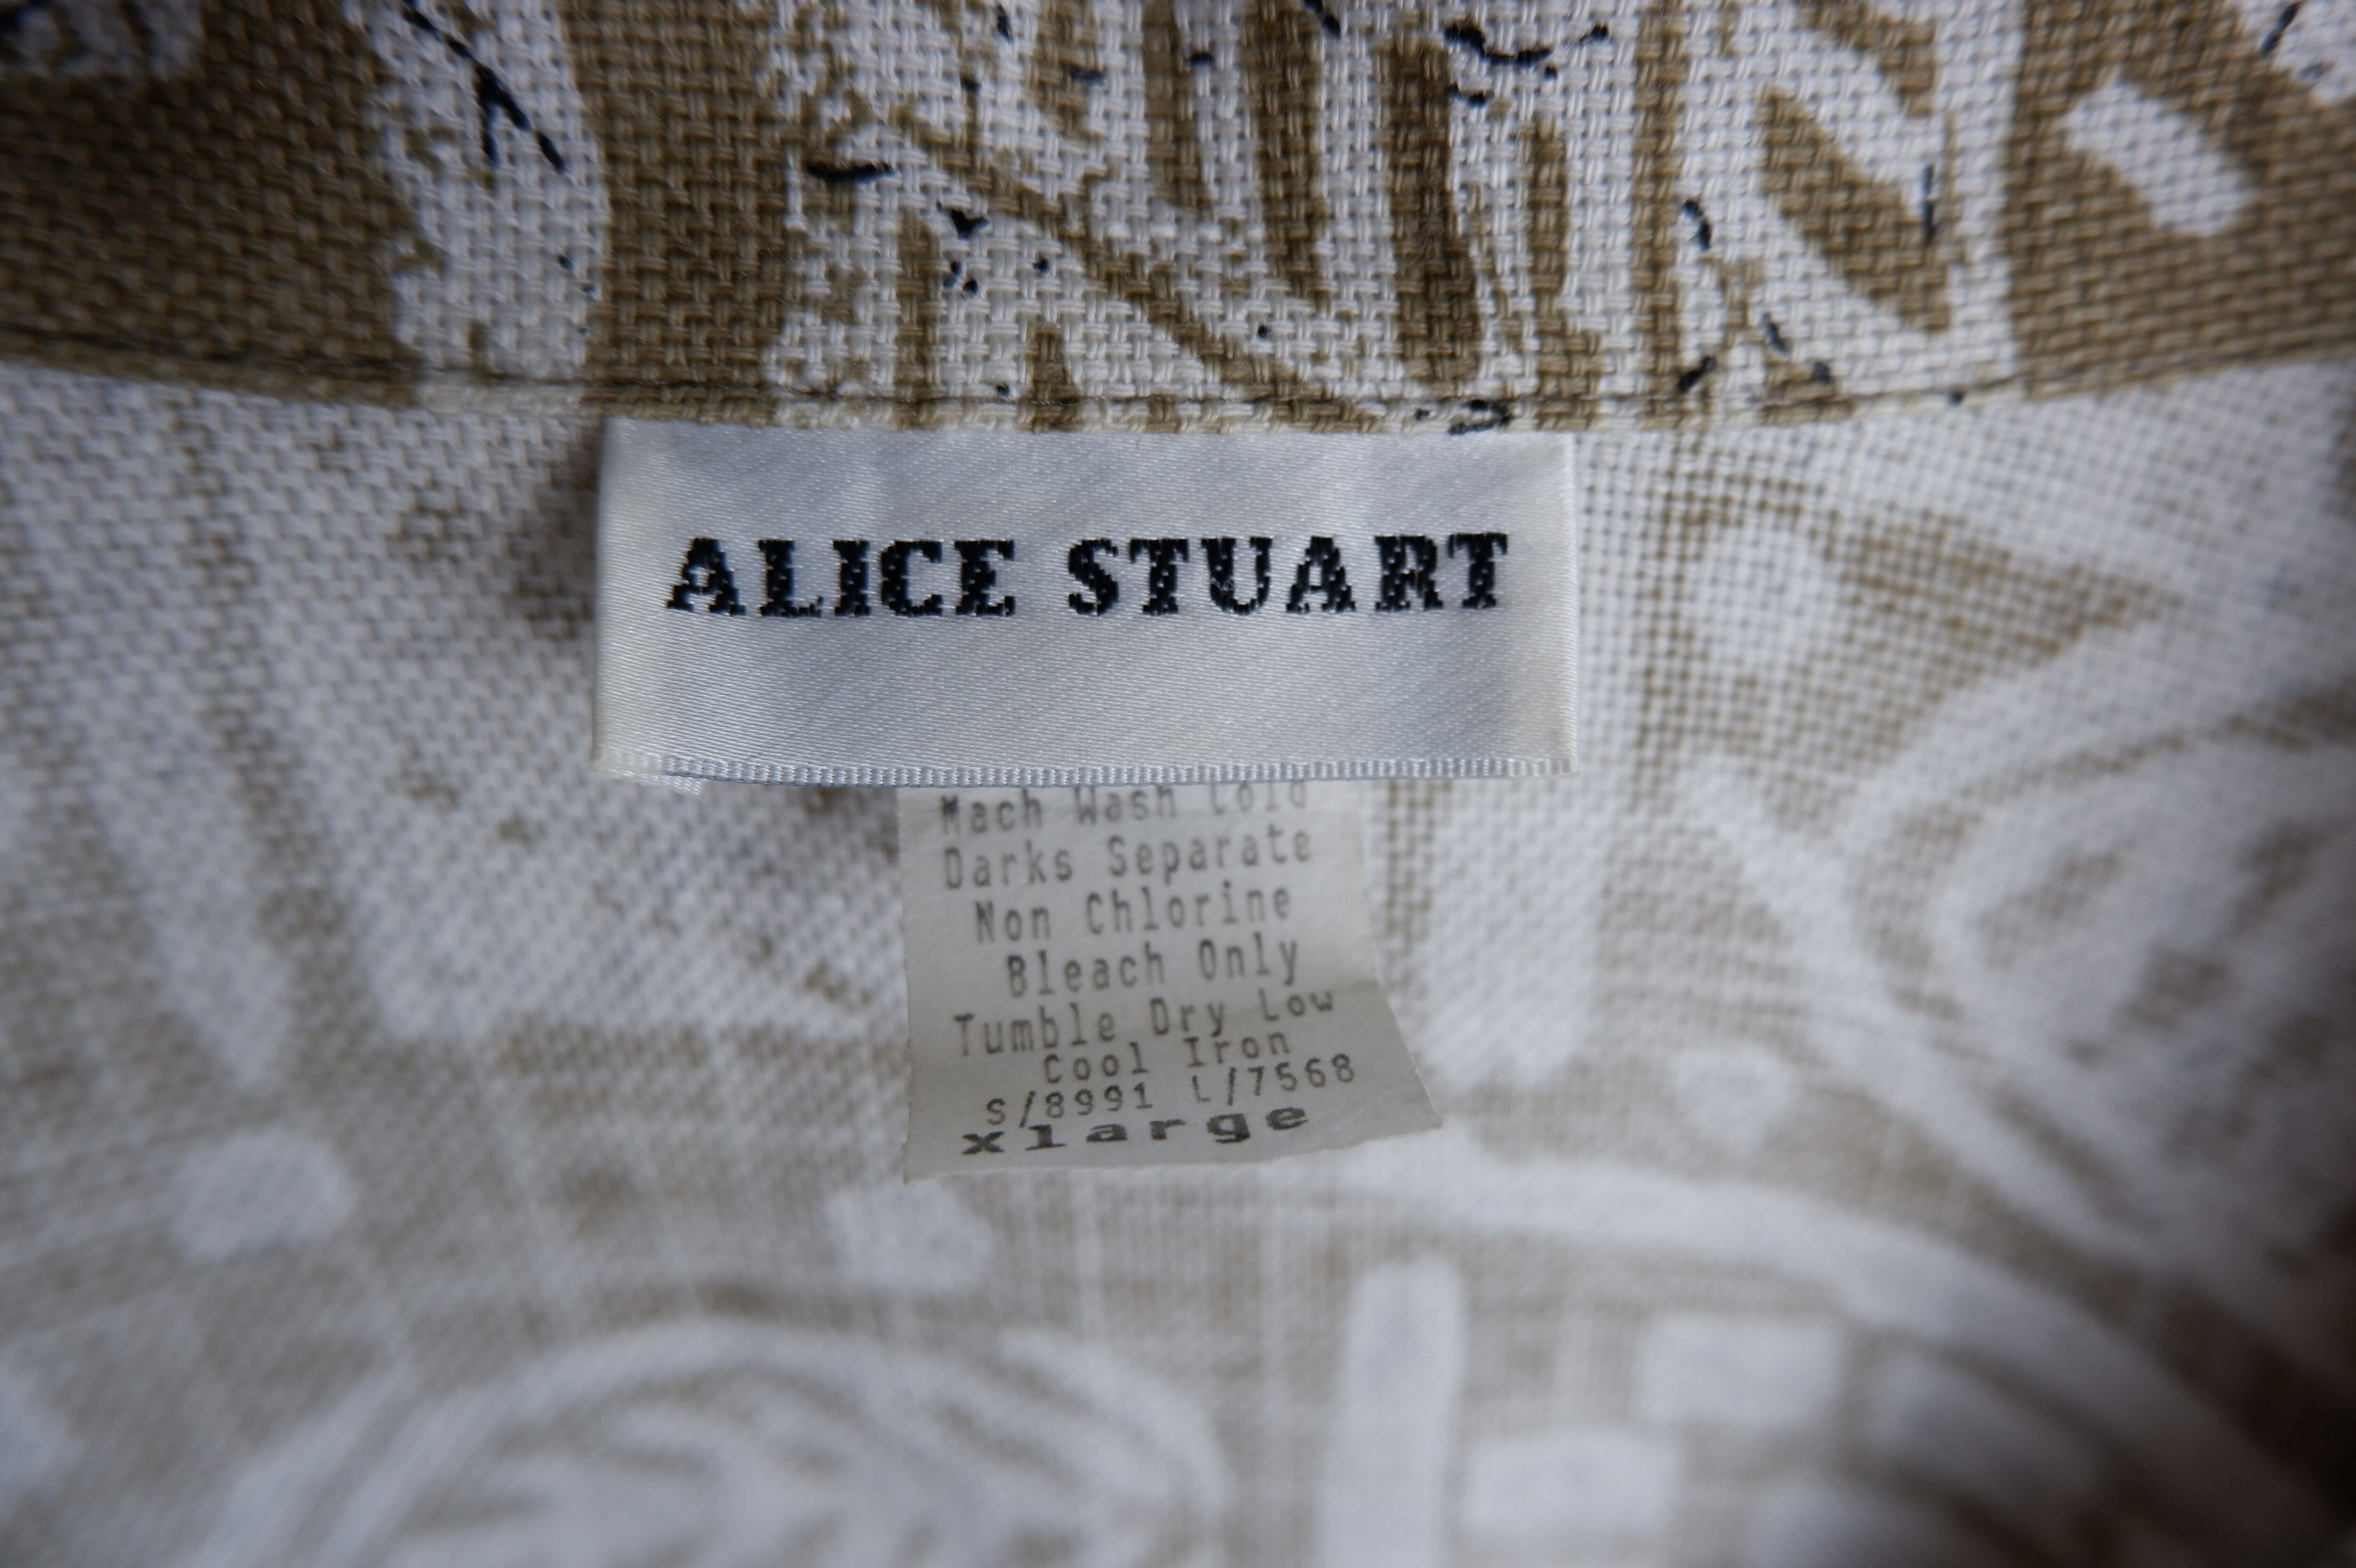 ALICE STUART
Mach Wash Cold
Darks Separate
Non Chlorine
Bleach Only
Tumble Dry Low
Cool Iron
S/8991 L/7568
xlarge